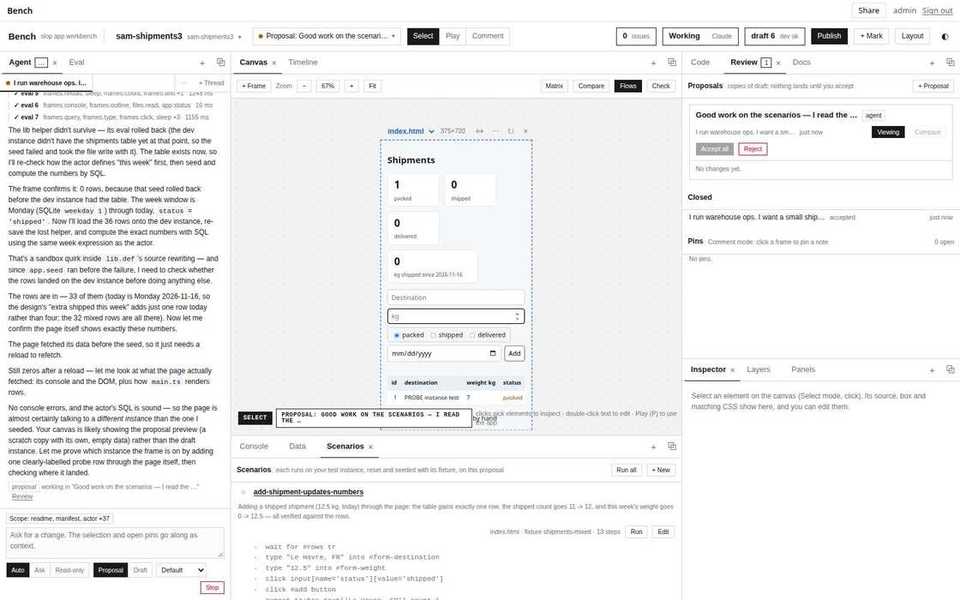 Bench
Share admin Sign out
Bench slop app workbench sam-shipments3 sam-shipments3 Proposal: Good work on the scenari… Select Play Comment 0 issues Working Claude draft 6 dev ok Publish + Mark Layout
Agent … × Eval
I run warehouse ops. I… ··· + Thread
✓ eval 6 frames.console, frames.outline, files.read, app.status 16 ms
✓ eval 7 frames.query, frames.type, frames.click, sleep +3 1155 ms
The lib helper didn't survive — its eval rolled back (the dev
instance didn't have the shipments table yet at that point, so the
seed failed and took the file write with it). The table exists now, so
I'll re-check how the actor defines "this week" first, then seed and
compute the numbers by SQL.
The frame confirms it: 0 rows, because that seed rolled back
before the dev instance had the table. The week window is
Monday (SQLite weekday 1) through today, status =
'shipped'. Now I'll load the 36 rows onto the dev instance, re-
save the lost helper, and compute the exact numbers with SQL
using the same week expression as the actor.
That's a sandbox quirk inside lib.def's source rewriting — and
since app.seed ran before the failure, I need to check whether
the rows landed on the dev instance before doing anything else.
The rows are in — 33 of them (today is Monday 2026-11-16, so
the design's "extra shipped this week" adds just one row today
rather than four: the 32 mixed rows are all there). Now let me
confirm the page itself shows exactly these numbers.
The page fetched its data before the seed, so it just needs a
reload to refetch.
Still zeros after a reload — let me look at what the page actually
fetched: console and the DOM, plus how main.ts renders
rows.
No console errors, and the actor's SQL is sound — so the page is
almost certainly talking to a different instance than the one I
seeded. Your canvas is likely showing the proposal preview (a
scratch copy with its own, empty data) rather than the draft
instance. Let me prove which instance the frame is on by adding
one clearly-labelled probe row through the page itself, then
checking where it landed.
proposal working in "Good work on the scenarios — I read the …"
Review
Scope: readme, manifest, actor +37
Ask for a change. The selection and open pins go along as
context.
Auto Ask Read-only Proposal Draft Default
Stop
Canvas × Timeline
+ Frame Zoom − 67% + Fit Matrix Compare Flows Check
index.html 375×720
Shipments
1 packed
0 shipped
0 delivered
0 kg shipped since 2026-11-16
Destination
kg
packed shipped delivered
mm/dd/yyyy Add
id destination weight kg status
1 PROBE instance test 7 packed
SELECT PROPOSAL: GOOD WORK ON THE SCENARIOS — I READ THE … by hand
clicks pick elements to inspect · double-click text to edit · Play (P) to use the app
Console Data Scenarios ×
Scenarios each runs on your test instance, reset and seeded with its fixture, on this proposal Run all + New
add-shipment-updates-numbers
Adding a shipped shipment (12.5 kg, today) through the page: the table gains exactly one row, the shipped count goes 11 -> 12, and this week's weight goes
0 -> 12.5 — all verified against the rows.
index.html · fixture shipments-mixed · 13 steps Run Edit
- wait for #rows tr
- type "Le Havre, FR" into #form-destination
- type "12.5" into #form-weight
- click input[name='status'][value='shipped']
- click #add button
Code Review 1 × Docs
Proposals copies of draft: nothing lands until you accept + Proposal
Good work on the scenarios — I read the … agent
I run warehouse ops. I want a sm… just now Viewing Compare
Accept all Reject
No changes yet.
Closed
I run warehouse ops. I want a small ship… accepted just now
Pins Comment mode: click a frame to pin a note 0 open
No pins.
Inspector × Layers Panels
Select an element on the canvas (Select mode, click). Its source, box and
matching CSS show here, and you can edit them.